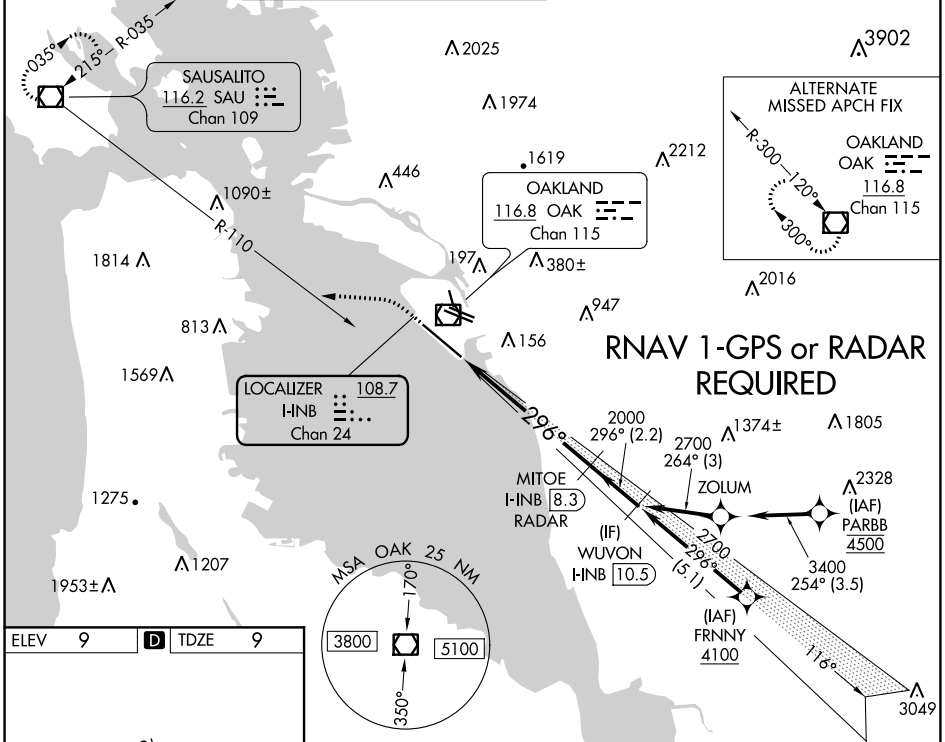 035°
215°
R-035
SAUSALITO
116.2 SAU
Chan 109
2025
1974
3902
ALTERNATE
MISSED APCH FIX
R-300
120°
300°
OAKLAND
OAK
116.8
Chan 115
1619
2212
446
1090±
R-110
OAKLAND
116.8 OAK
Chan 115
1814
197
380±
2016
813
947
156
1569
RNAV 1-GPS or RADAR
REQUIRED
LOCALIZER 108.7
I-INB
Chan 24
296°
2000
296° (2.2)
1374±
1805
2700
264° (3)
MITOE
I-INB 8.3
RADAR
ZOLUM
2328
(IAF)
PARBB
4500
1275
(IF)
WUVON
I-INB 10.5
2700
296°
(5.1)
3400
254° (3.5)
1207
1953±
MSA OAK 25 NM
170°
3800
5100
350°
(IAF)
FRNNY
4100
116°
3049
ELEV 9
D
TDZE 9